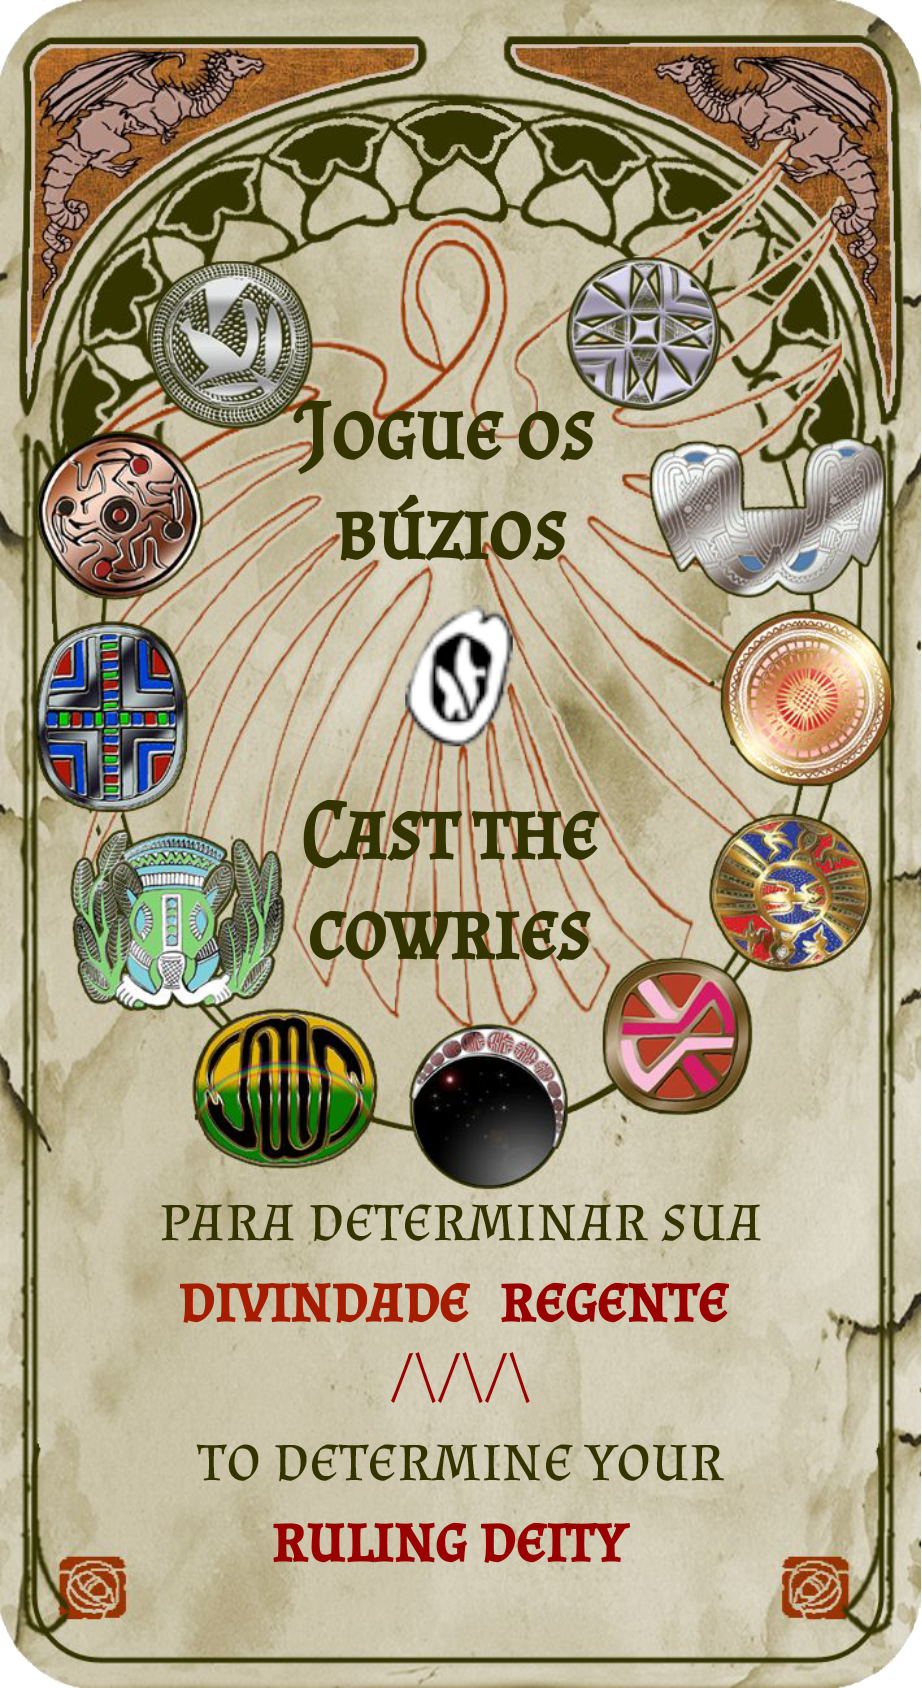 Jogue os
búzios
Cast the
cowries
PARA DETERMINAR SUA
DIVINDADE REGENTE
/\/\/\
TO DETERMINE YOUR
RULING DEITY